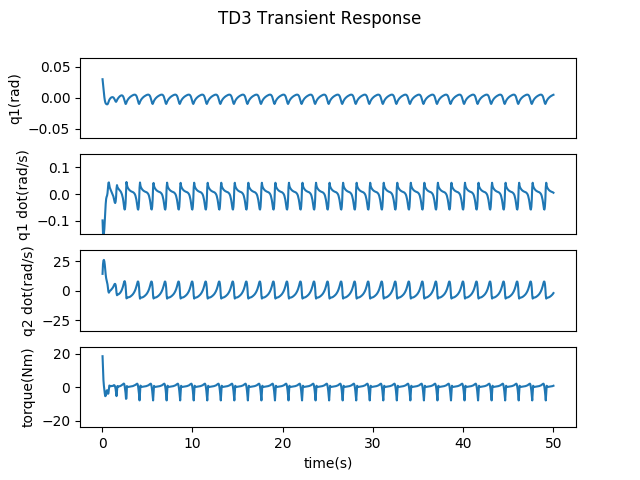 TD3 Transient Response
q1(rad)
0.05
0.00
−0.05
q1 dot(rad/s)
0.1
0.0
−0.1
q2 dot(rad/s)
25
0
−25
torque(Nm)
20
0
−20
0 10 20 30 40 50
time(s)